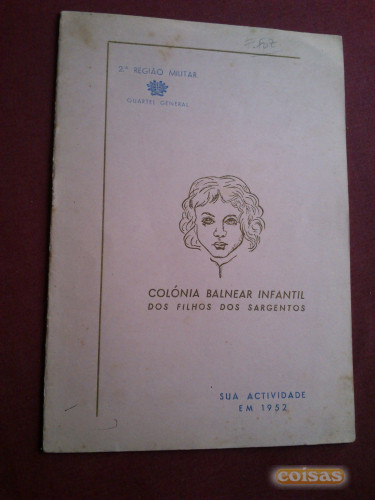 2.ª REGIÃO MILITAR
QUARTEL GENERAL
COLÓNIA BALNEAR INFANTIL
DOS FILHOS DOS SARGENTOS
SUA ACTIVIDADE
EM 1952
coisas